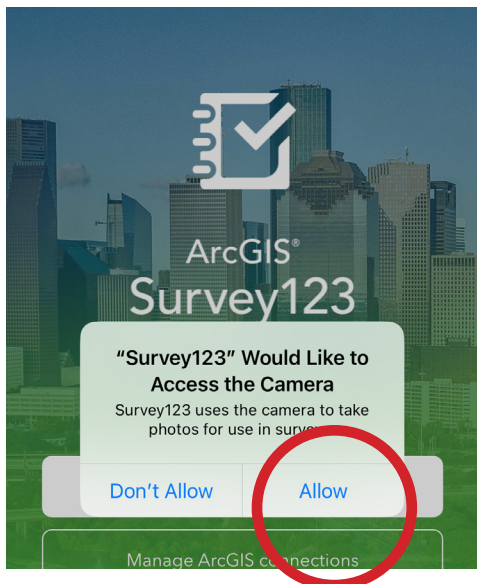 ArcGIS®
Survey123
“Survey123” Would Like to
Access the Camera
Survey123 uses the camera to take
photos for use in
Don’t Allow
Allow
Manage ArcGIS connections